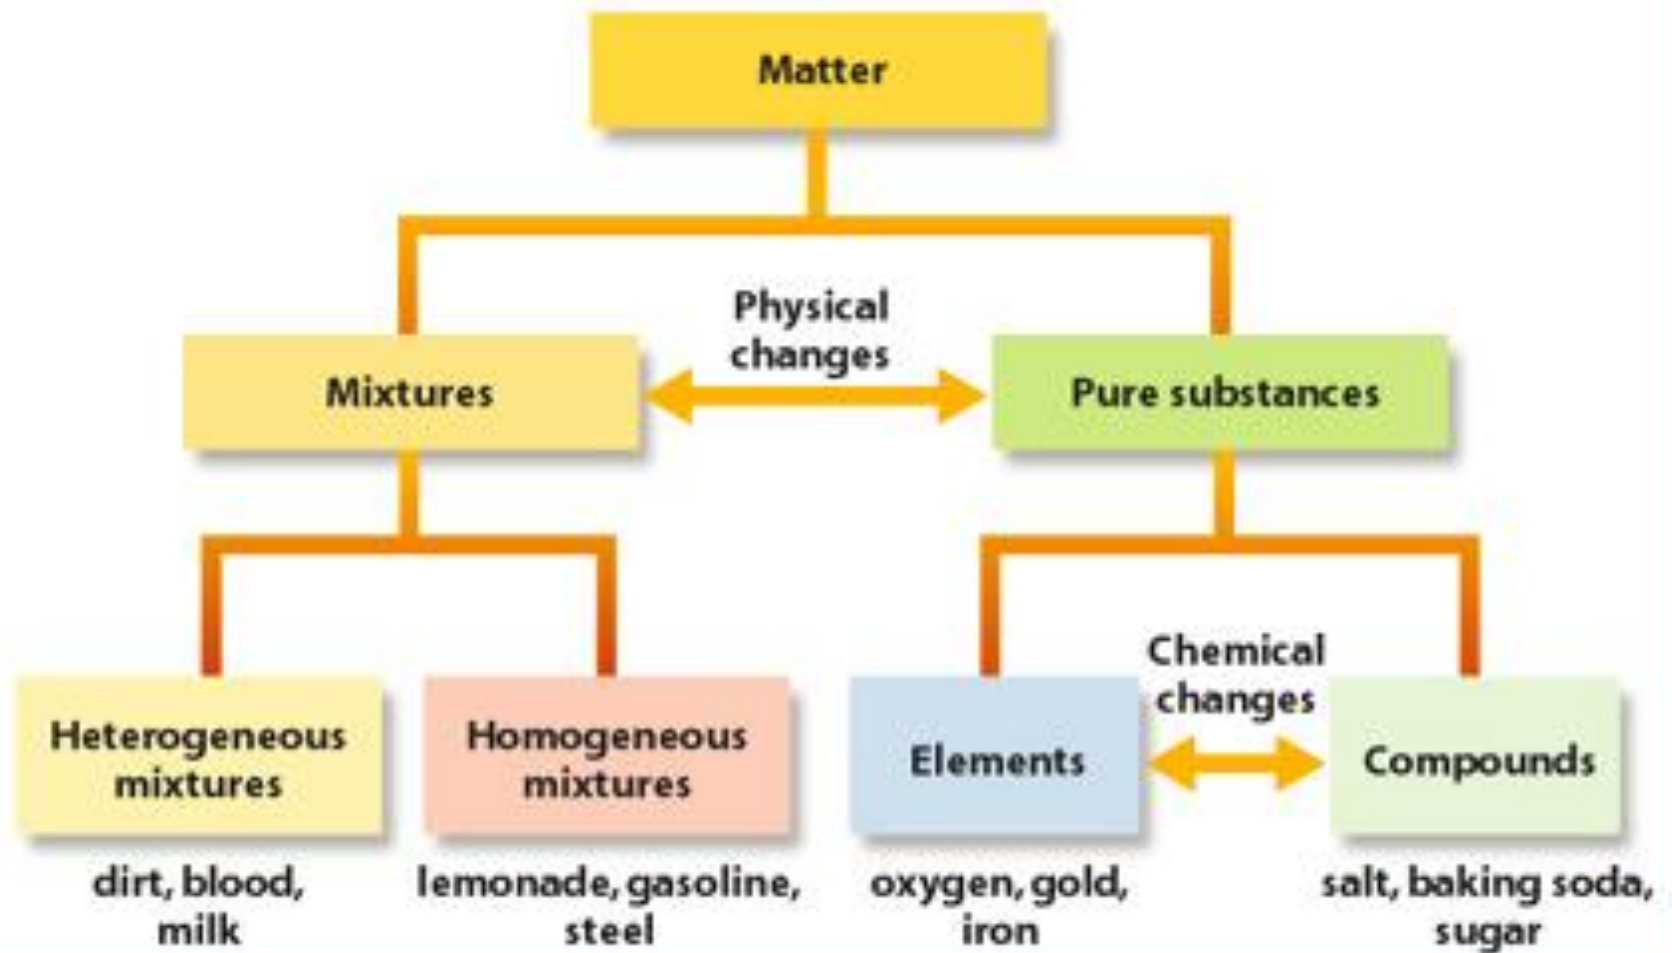 Matter
Physical
changes
Mixtures
Pure substances
Chemical
changes
Heterogeneous
mixtures
Homogeneous
mixtures
Elements
Compounds
dirt, blood,
milk
lemonade, gasoline,
steel
oxygen, gold,
iron
salt, baking soda,
sugar